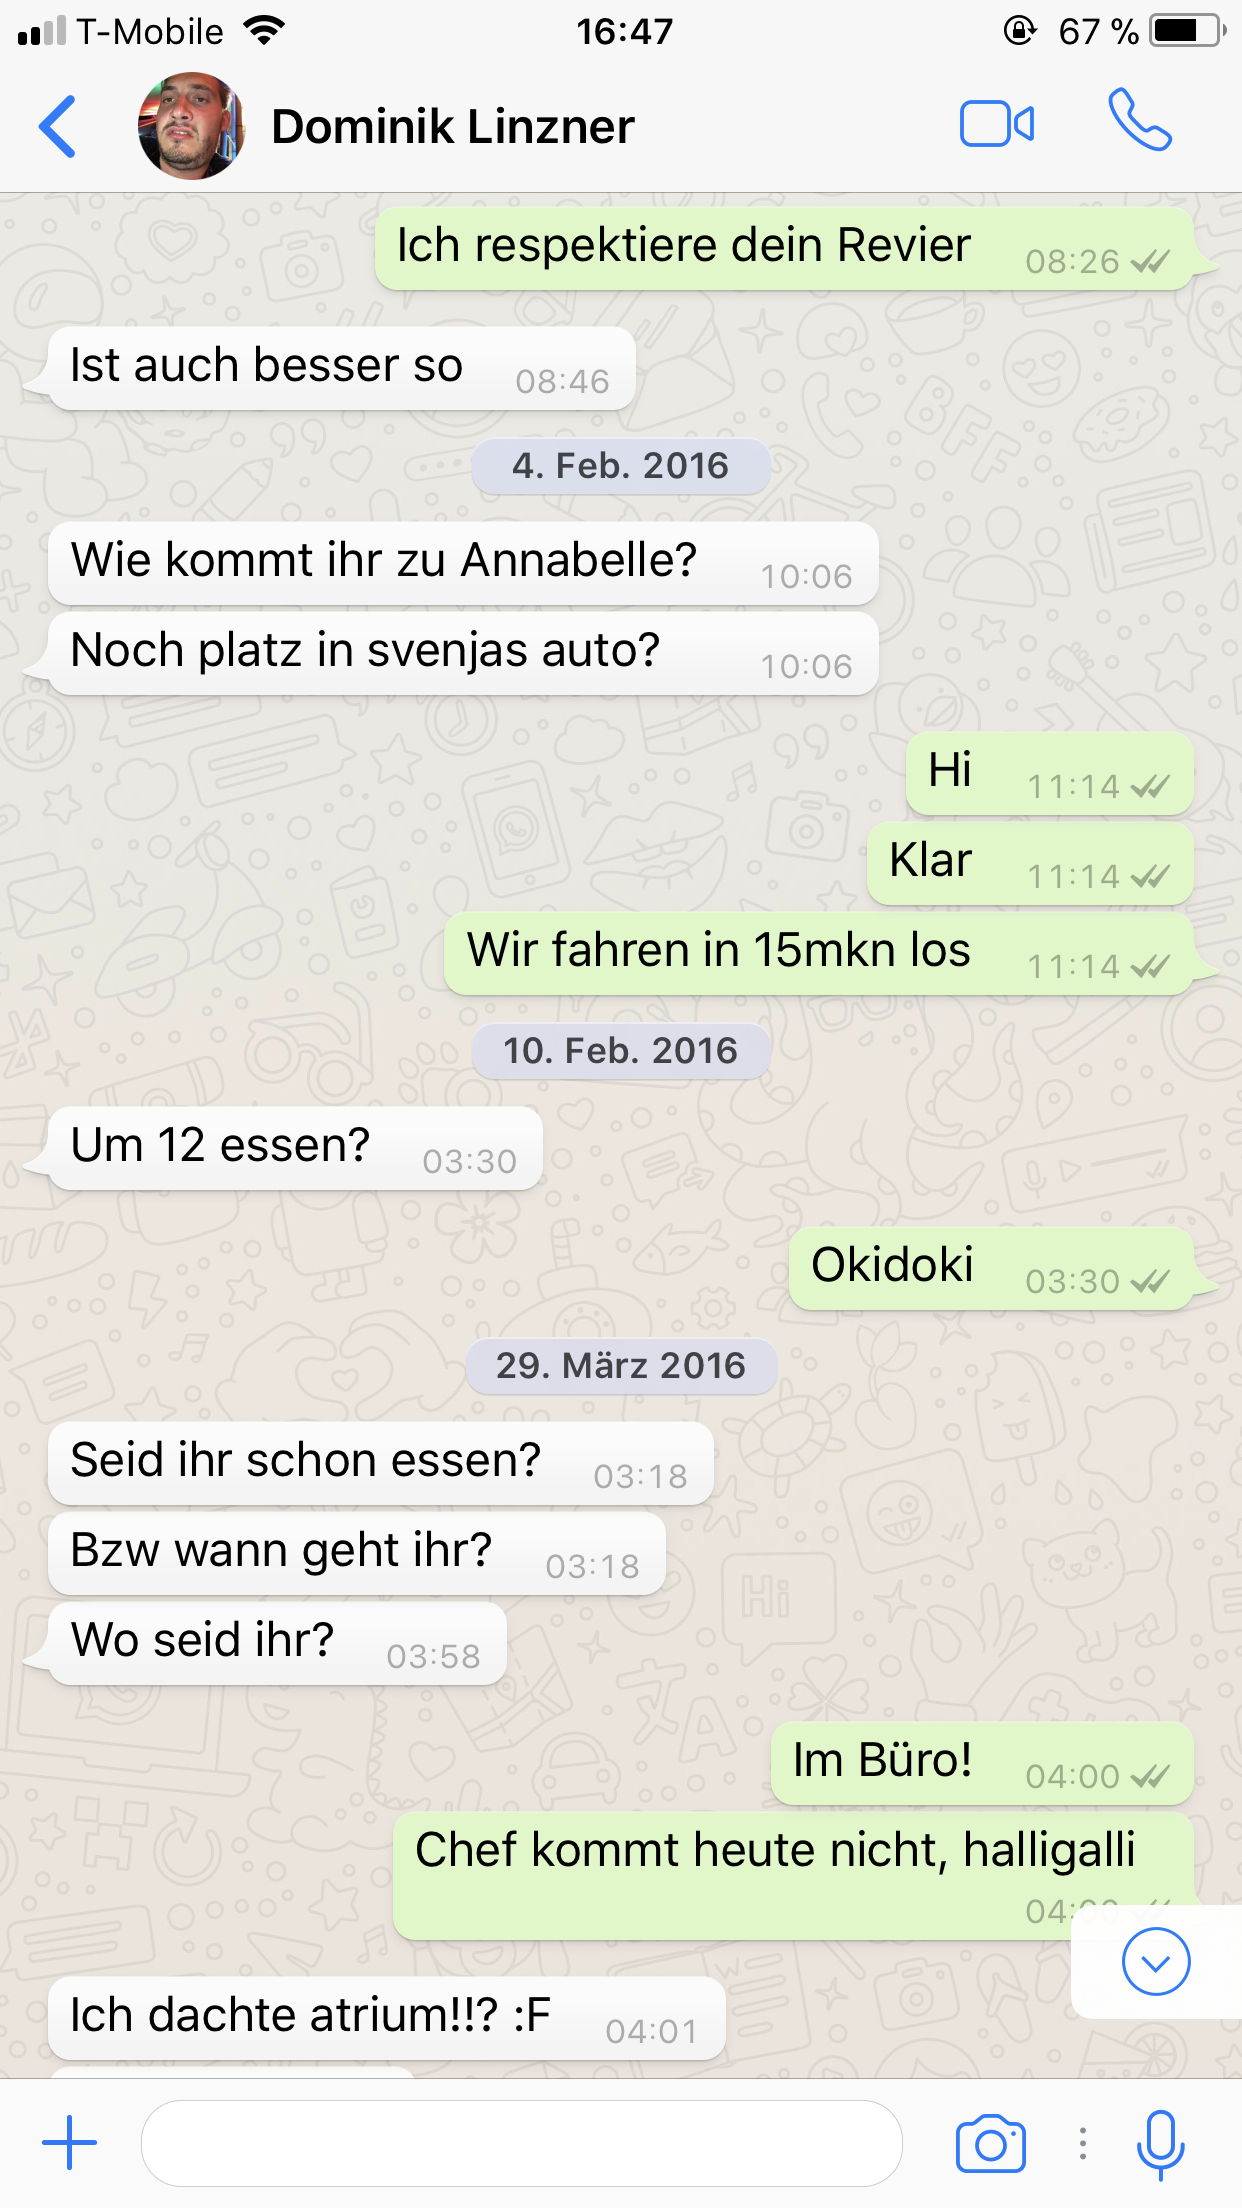 T-Mobile 16:47 67 %
Dominik Linzner
Ich respektiere dein Revier 08:26
Ist auch besser so 08:46
4. Feb. 2016
Wie kommt ihr zu Annabelle? 10:06
Noch platz in svenjas auto? 10:06
Hi 11:14
Klar 11:14
Wir fahren in 15mkn los 11:14
10. Feb. 2016
Um 12 essen? 03:30
Okidoki 03:30
29. März 2016
Seid ihr schon essen? 03:18
Bzw wann geht ihr? 03:18
Wo seid ihr? 03:58
Im Büro! 04:00
Chef kommt heute nicht, halligalli
04:00
Ich dachte atrium!!? :F 04:01